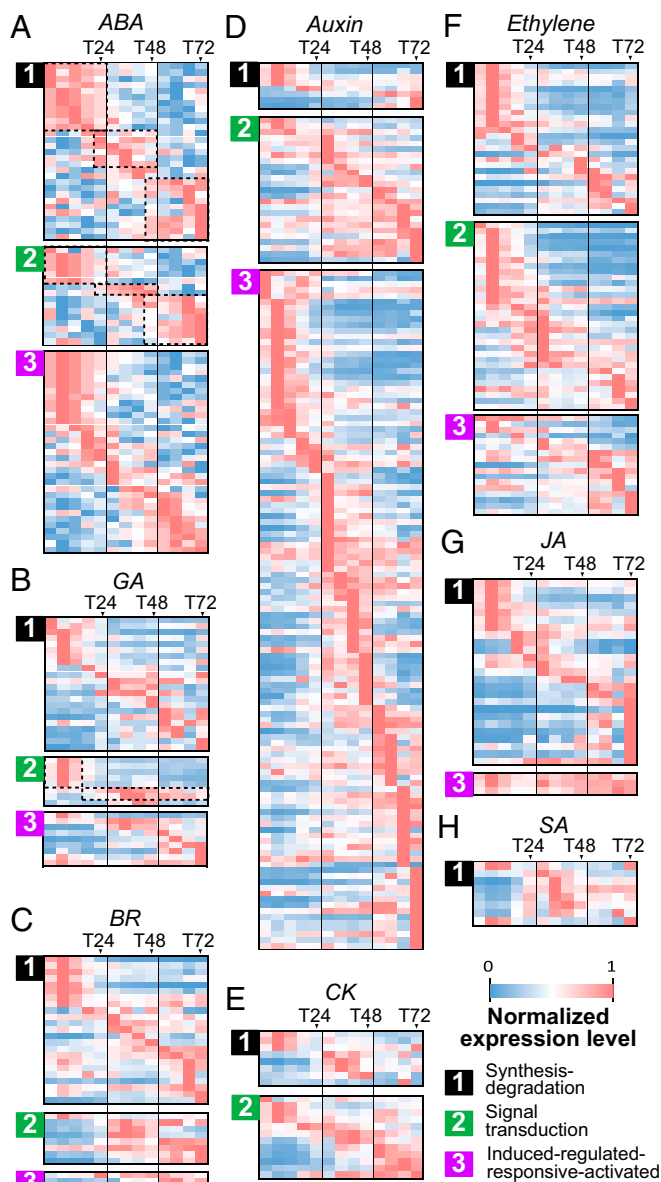 A
ABA
T24 T48 T72
1
2
3
B
GA
T24 T48 T72
1
2
3
C
BR
T24 T48 T72
1
2
3
D
Auxin
T24 T48 T72
1
2
3
E
CK
T24 T48 T72
1
2
F
Ethylene
T24 T48 T72
1
2
3
G
JA
T24 T48 T72
1
3
H
SA
T24 T48 T72
1
0 1
Normalized
expression level
1 Synthesis-
degradation
2 Signal
transduction
3 Induced-regulated-
responsive-activated